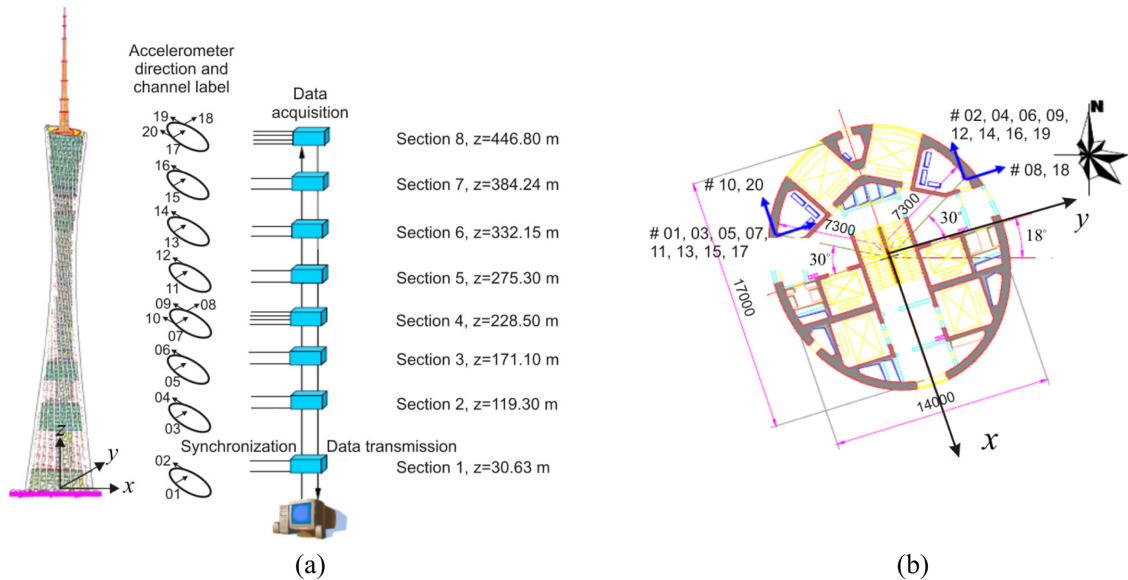 Accelerometer
direction and
channel label
Data
acquisition
19
18
20
17
Section 8, z=446.80 m
16
15
Section 7, z=384.24 m
14
13
Section 6, z=332.15 m
12
11
Section 5, z=275.30 m
09
08
10
07
Section 4, z=228.50 m
06
05
Section 3, z=171.10 m
04
03
Section 2, z=119.30 m
Synchronization
Data transmission
02
01
Section 1, z=30.63 m
z
y
x
(a)
# 02, 04, 06, 09,
12, 14, 16, 19
N
# 08, 18
# 10, 20
# 01, 03, 05, 07,
11, 13, 15, 17
7300
7300
30°
30°
y
18°
17000
14000
x
(b)